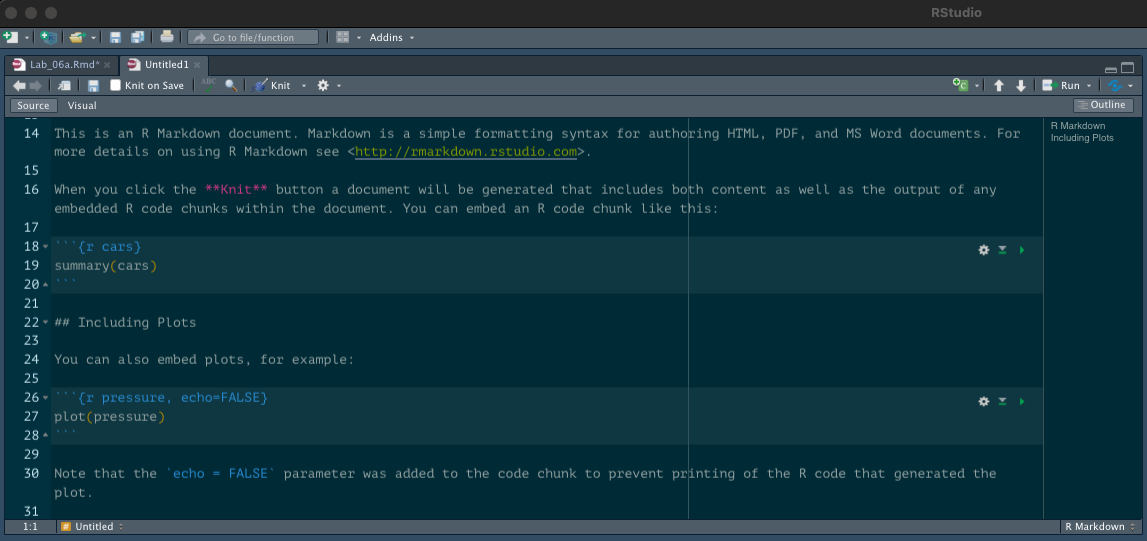 RStudio
Go to file/function
Addins
Lab_06a.Rmd*
Untitled1
Knit on Save
ABC
Knit
Run
Source
Visual
Outline
14 This is an R Markdown document. Markdown is a simple formatting syntax for authoring HTML, PDF, and MS Word documents. For
more details on using R Markdown see <http://rmarkdown.rstudio.com>.
15
16 When you click the **Knit** button a document will be generated that includes both content as well as the output of any
embedded R code chunks within the document. You can embed an R code chunk like this:
17
18 ```{r cars}
19 summary(cars)
20 ```
21
22 ## Including Plots
23
24 You can also embed plots, for example:
25
26 ```{r pressure, echo=FALSE}
27 plot(pressure)
28 ```
29
30 Note that the `echo = FALSE` parameter was added to the code chunk to prevent printing of the R code that generated the
plot.
31
R Markdown
Including Plots
1:1
# Untitled
R Markdown